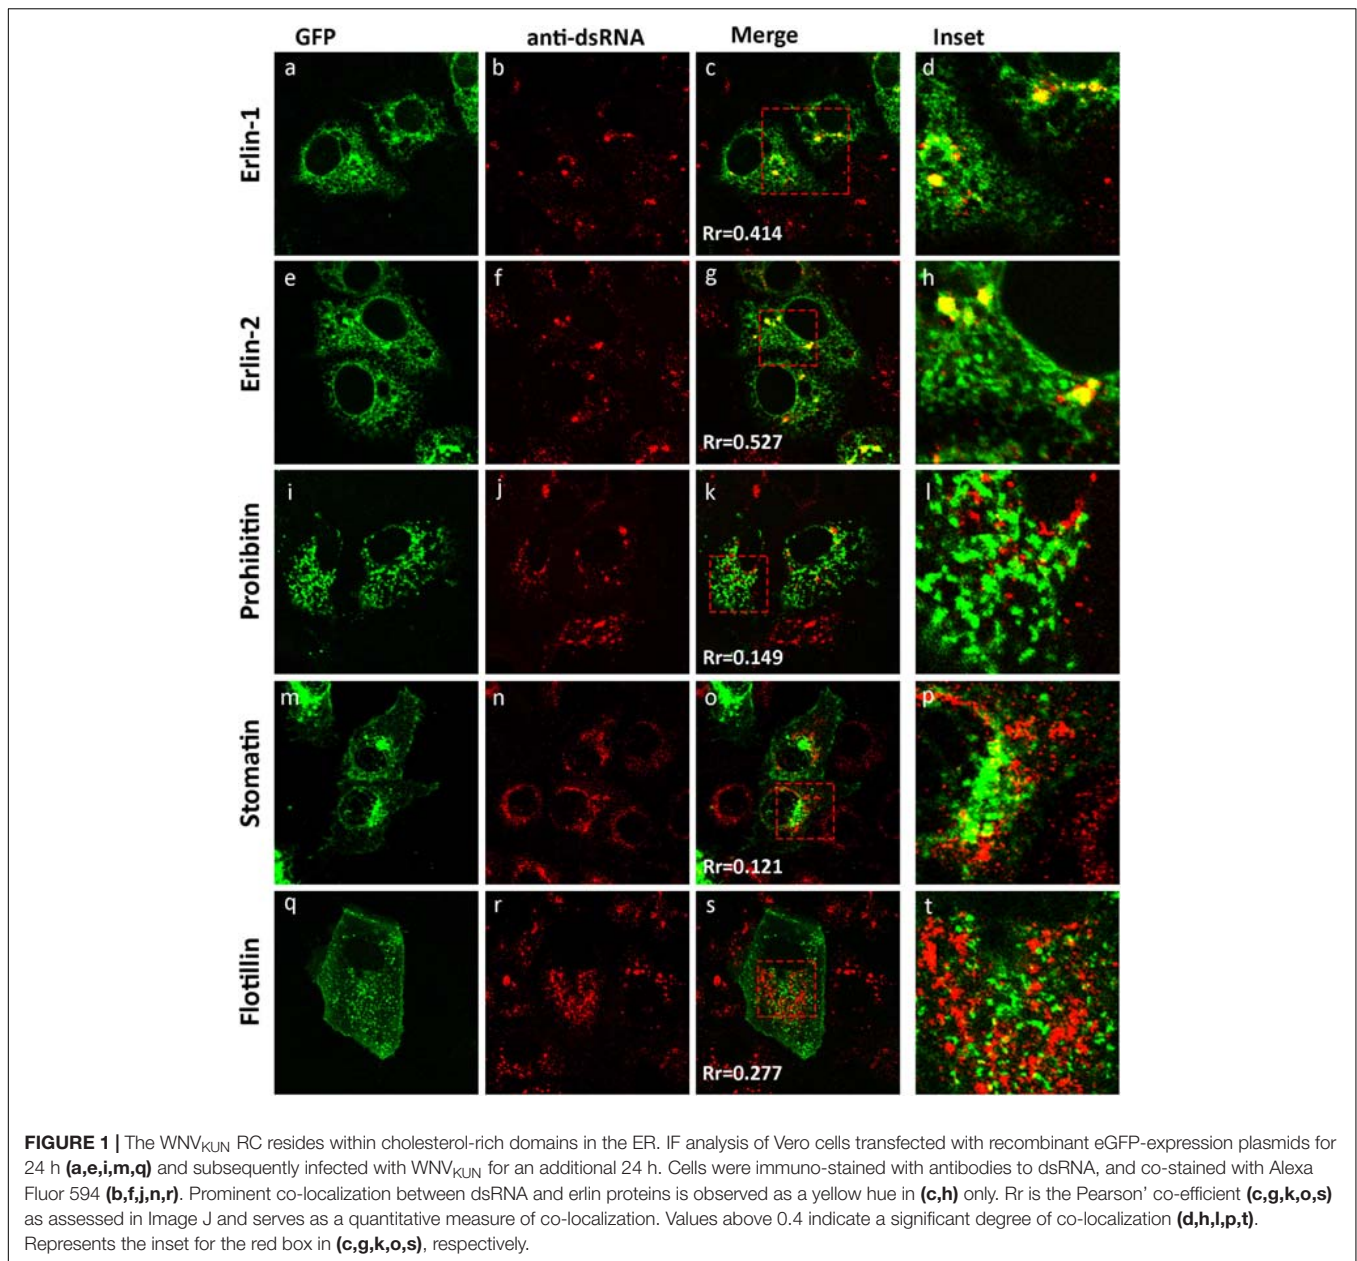 GFP anti-dsRNA Merge Inset
Erlin-1
a b c d
Rr=0.414
Erlin-2
e f g h
Rr=0.527
Prohibitin
i j k l
Rr=0.149
Stomatin
m n o p
Rr=0.121
Flotillin
q r s t
Rr=0.277
FIGURE 1 | The WNVKUN RC resides within cholesterol-rich domains in the ER. IF analysis of Vero cells transfected with recombinant eGFP-expression plasmids for
24 h (a,e,i,m,q) and subsequently infected with WNVKUN for an additional 24 h. Cells were immuno-stained with antibodies to dsRNA, and co-stained with Alexa
Fluor 594 (b,f,j,n,r). Prominent co-localization between dsRNA and erlin proteins is observed as a yellow hue in (c,h) only. Rr is the Pearson' co-efficient (c,g,k,o,s)
as assessed in Image J and serves as a quantitative measure of co-localization. Values above 0.4 indicate a significant degree of co-localization (d,h,l,p,t).
Represents the inset for the red box in (c,g,k,o,s), respectively.